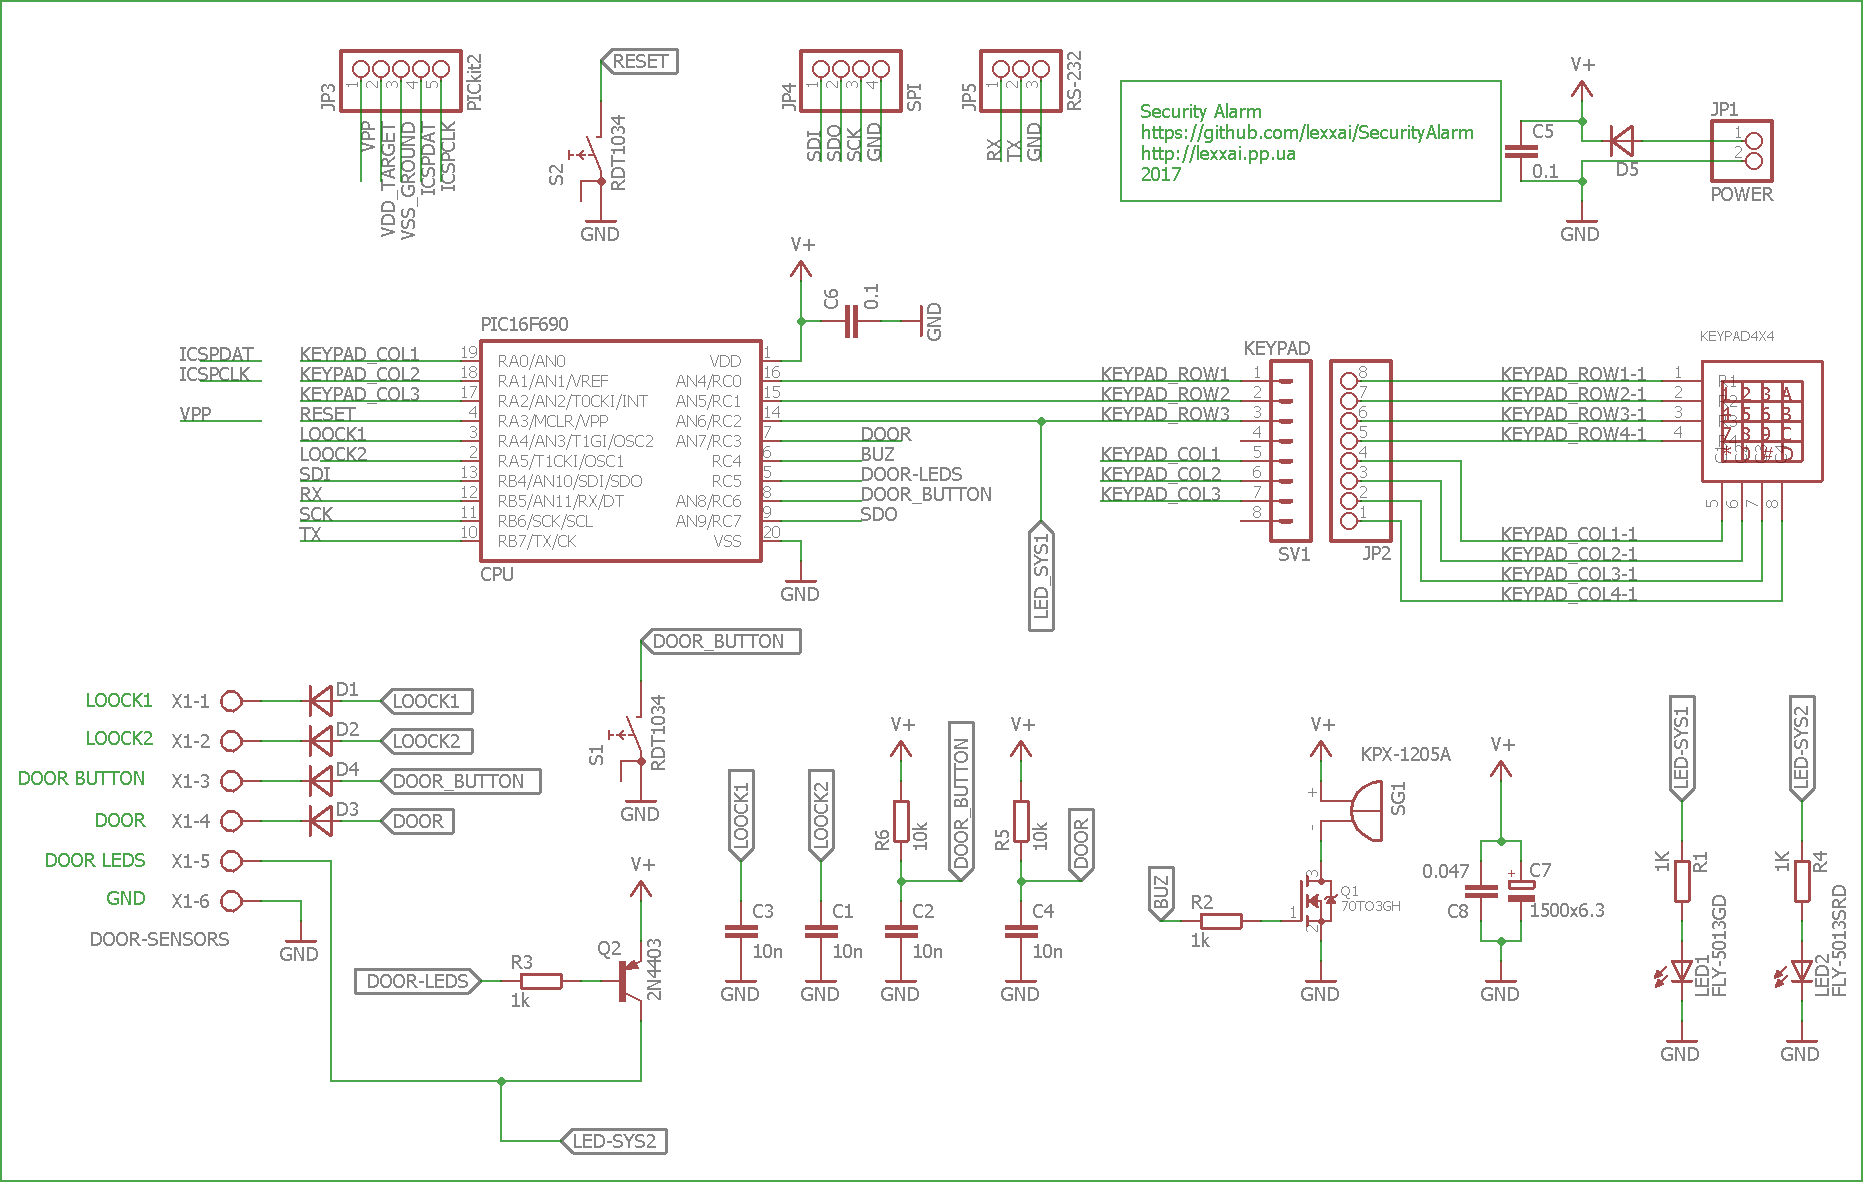 JP3
1
2
3
4
5
PICkit2
VPP
VDD_TARGET
VSS_GROUND
ICSPDAT
ICSPCLK
RESET
S2
RDT1034
GND
JP4
1
2
3
4
SPI
SDI
SDO
SCK
GND
JP5
1
2
3
RS-232
RX
TX
GND
Security Alarm
https://github.com/lexxai/SecurityAlarm
http://lexxai.pp.ua
2017
V+
C5
0.1
D5
GND
JP1
1
2
POWER
V+
C6
0.1
GND
PIC16F690
ICSPDAT
ICSPCLK
VPP
KEYPAD_COL1 19 RA0/AN0
KEYPAD_COL2 18 RA1/AN1/VREF
KEYPAD_COL3 17 RA2/AN2/T0CKI/INT
RESET 4 RA3/MCLR/VPP
LOOCK1 3 RA4/AN3/T1GI/OSC2
LOOCK2 2 RA5/T1CKI/OSC1
SDI 13 RB4/AN10/SDI/SDO
RX 12 RB5/AN11/RX/DT
SCK 11 RB6/SCK/SCL
TX 10 RB7/TX/CK
VDD 1
AN4/RC0 16
AN5/RC1 15
AN6/RC2 14
AN7/RC3 7 DOOR
RC4 6 BUZ
RC5 5 DOOR-LEDS
AN8/RC6 8 DOOR_BUTTON
AN9/RC7 9 SDO
VSS 20
CPU
GND
LED_SYS1
KEYPAD
KEYPAD_ROW1 1
KEYPAD_ROW2 2
KEYPAD_ROW3 3
4
KEYPAD_COL1 5
KEYPAD_COL2 6
KEYPAD_COL3 7
8
SV1
8 KEYPAD_ROW1-1 1
7 KEYPAD_ROW2-1 2
6 KEYPAD_ROW3-1 3
5 KEYPAD_ROW4-1 4
4
3
2
1
JP2
KEYPAD_COL1-1
KEYPAD_COL2-1
KEYPAD_COL3-1
KEYPAD_COL4-1
KEYPAD4X4
1 2 3 A
4 5 6 B
7 8 9 C
* 0 # D
5
6
7
8
LOOCK1 X1-1 D1 LOOCK1
LOOCK2 X1-2 D2 LOOCK2
DOOR BUTTON X1-3 D4 DOOR_BUTTON
DOOR X1-4 D3 DOOR
DOOR LEDS X1-5
GND X1-6
DOOR-SENSORS
GND
DOOR_BUTTON
S1
RDT1034
GND
V+
DOOR-LEDS
R3
1k
Q2
2N4403
LED-SYS2
LOOCK1
C3
10n
GND
LOOCK2
C1
10n
GND
V+
R6
10k
DOOR_BUTTON
C2
10n
GND
V+
R5
10k
DOOR
C4
10n
GND
V+
KPX-1205A
+
-
SG1
BUZ
R2
1k
1
3
2
Q1
70TO3GH
GND
V+
0.047
C8
+
C7
1500x6.3
GND
LED-SYS1
1K
R1
LED1
FLY-5013GD
GND
LED-SYS2
1K
R4
LED2
FLY-5013SRD
GND